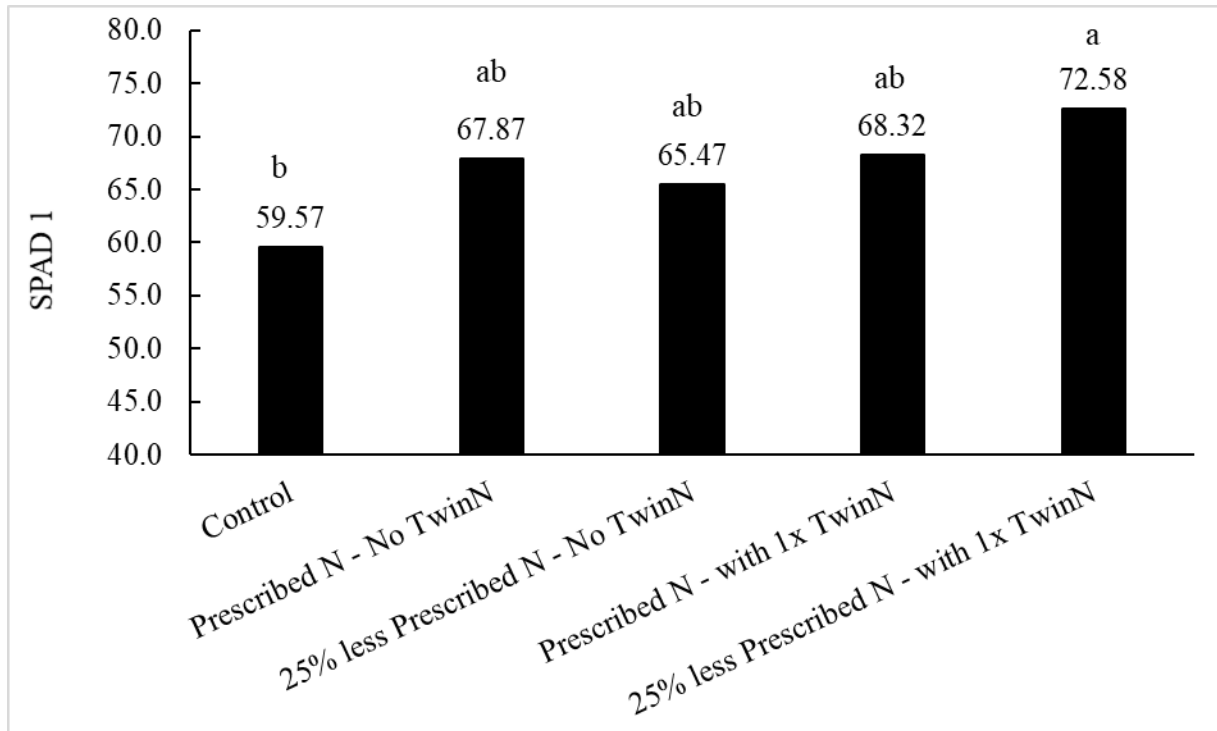 SPAD 1
80.0
75.0
70.0
65.0
60.0
55.0
50.0
45.0
40.0
b
59.57
ab
67.87
ab
65.47
ab
68.32
a
72.58
Control
Prescribed N - No TwinN
25% less Prescribed N - No TwinN
Prescribed N - with 1x TwinN
25% less Prescribed N - with 1x TwinN